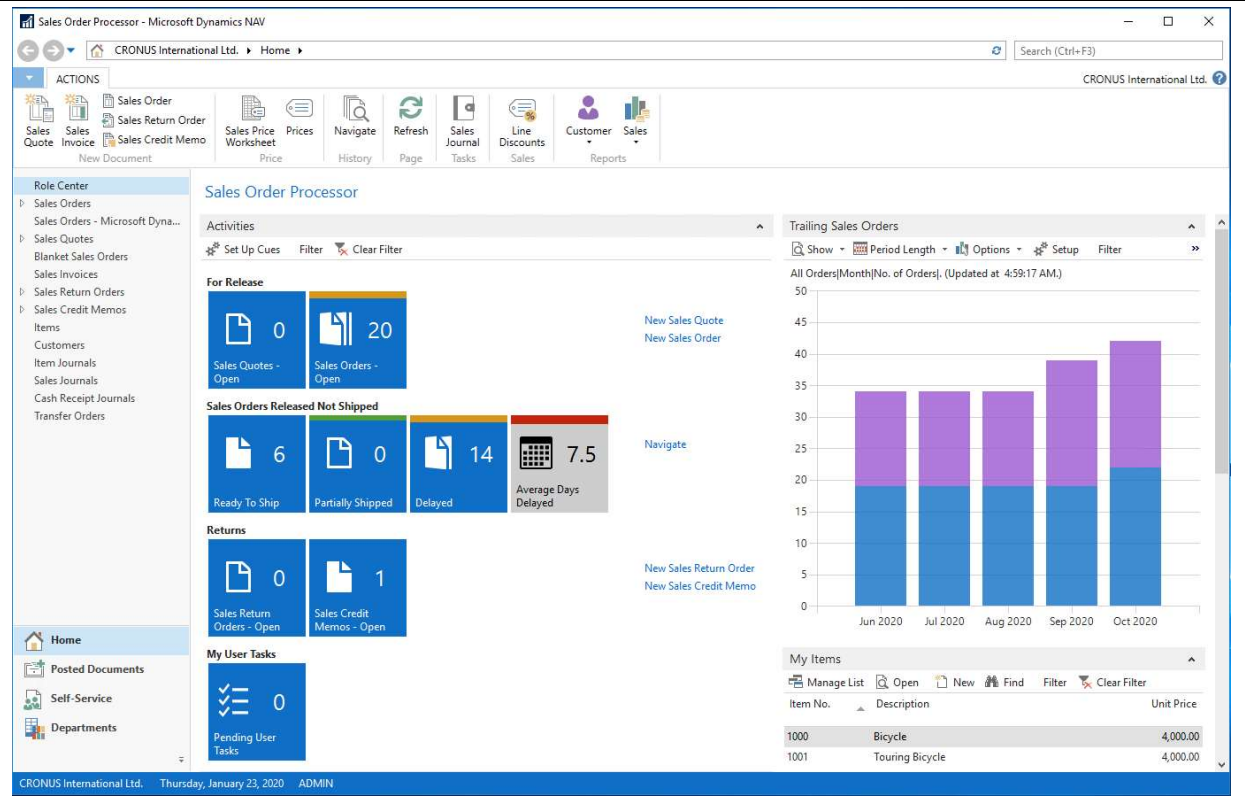 Sales Order Processor - Microsoft Dynamics NAV
CRONUS International Ltd. Home
Search (Ctrl+F3)
ACTIONS
CRONUS International Ltd.
Sales Quote
Sales Invoice
Sales Order
Sales Return Order
Sales Credit Memo
New Document
Sales Price Worksheet
Prices
Price
Navigate
History
Refresh
Page
Sales Journal
Tasks
Line Discounts
Sales
Customer
Sales
Reports
Role Center
Sales Orders
Sales Orders - Microsoft Dyna...
Sales Quotes
Blanket Sales Orders
Sales Invoices
Sales Return Orders
Sales Credit Memos
Items
Customers
Item Journals
Sales Journals
Cash Receipt Journals
Transfer Orders
Home
Posted Documents
Self-Service
Departments
Sales Order Processor
Activities
Set Up Cues Filter Clear Filter
For Release
0
Sales Quotes -
Open
20
Sales Orders -
Open
New Sales Quote
New Sales Order
Sales Orders Released Not Shipped
6
Ready To Ship
0
Partially Shipped
14
Delayed
7.5
Average Days
Delayed
Navigate
Returns
0
Sales Return
Orders - Open
1
Sales Credit
Memos - Open
New Sales Return Order
New Sales Credit Memo
My User Tasks
0
Pending User
Tasks
Trailing Sales Orders
Show Period Length Options Setup Filter »
All Orders|Month|No. of Orders|. (Updated at 4:59:17 AM.)
50
45
40
35
30
25
20
15
10
5
0
Jun 2020 Jul 2020 Aug 2020 Sep 2020 Oct 2020
My Items
Manage List Open New Find Filter Clear Filter
Item No. Description Unit Price
1000 Bicycle 4,000.00
1001 Touring Bicycle 4,000.00
CRONUS International Ltd. Thursday, January 23, 2020 ADMIN